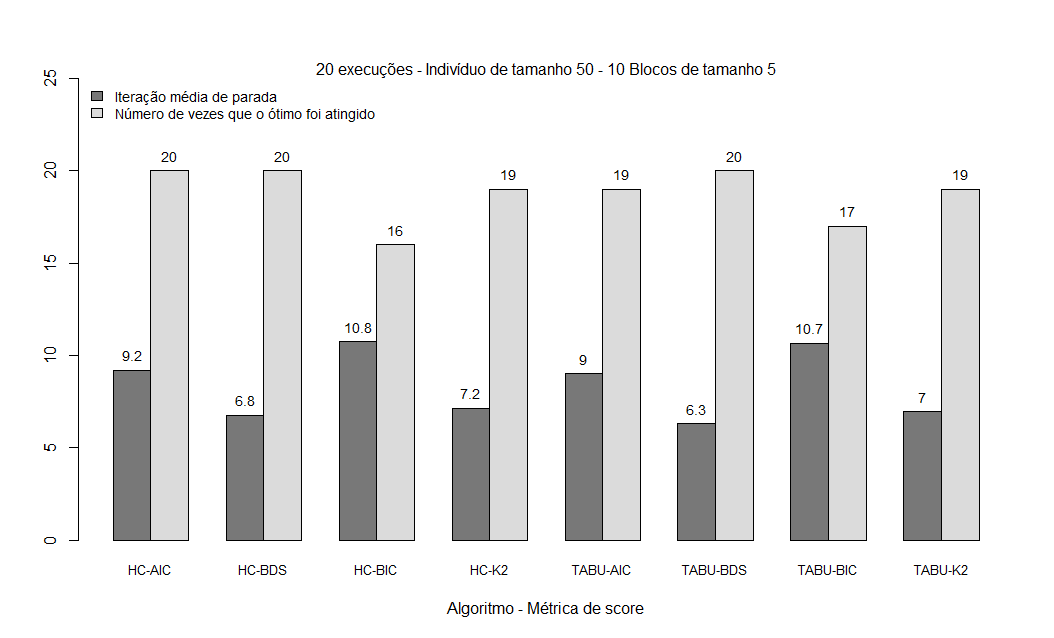 20 execuções - Indivíduo de tamanho 50 - 10 Blocos de tamanho 5
Iteração média de parada
Número de vezes que o ótimo foi atingido
25
20
15
10
5
0
9.2
20
6.8
20
10.8
16
7.2
19
9
19
6.3
20
10.7
17
7
19
HC-AIC
HC-BDS
HC-BIC
HC-K2
TABU-AIC
TABU-BDS
TABU-BIC
TABU-K2
Algoritmo - Métrica de score